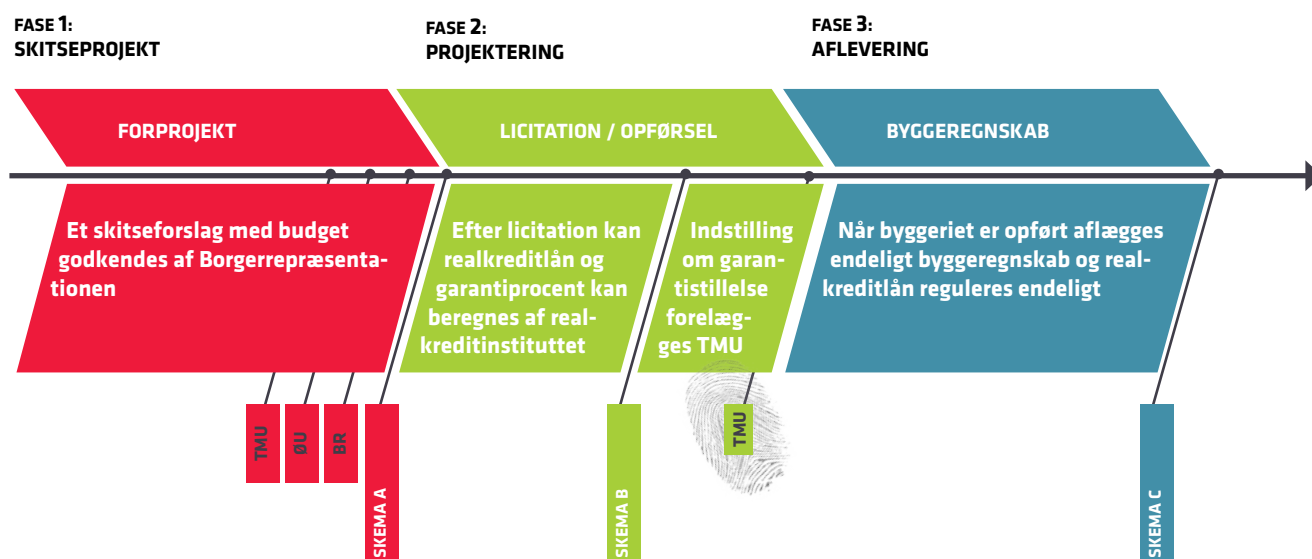 FASE 1:
SKITSEPROJEKT
FASE 2:
PROJEKTERING
FASE 3:
AFLEVERING
FORPROJEKT
LICITATION / OPFØRSEL
BYGGEREGNSKAB
Et skitseforslag med budget
godkendes af Borgerrepræsenta-
tionen
Efter licitation kan
realkreditlån og
garantiprocent kan
beregnes af real-
kreditinstituttet
Indstilling
om garan-
tistillelse
forelæg-
ges TMU
Når byggeriet er opført aflægges
endeligt byggeregnskab og real-
kreditlån reguleres endeligt
TMU
ØU
BR
SKEMA A
SKEMA B
TMU
SKEMA C